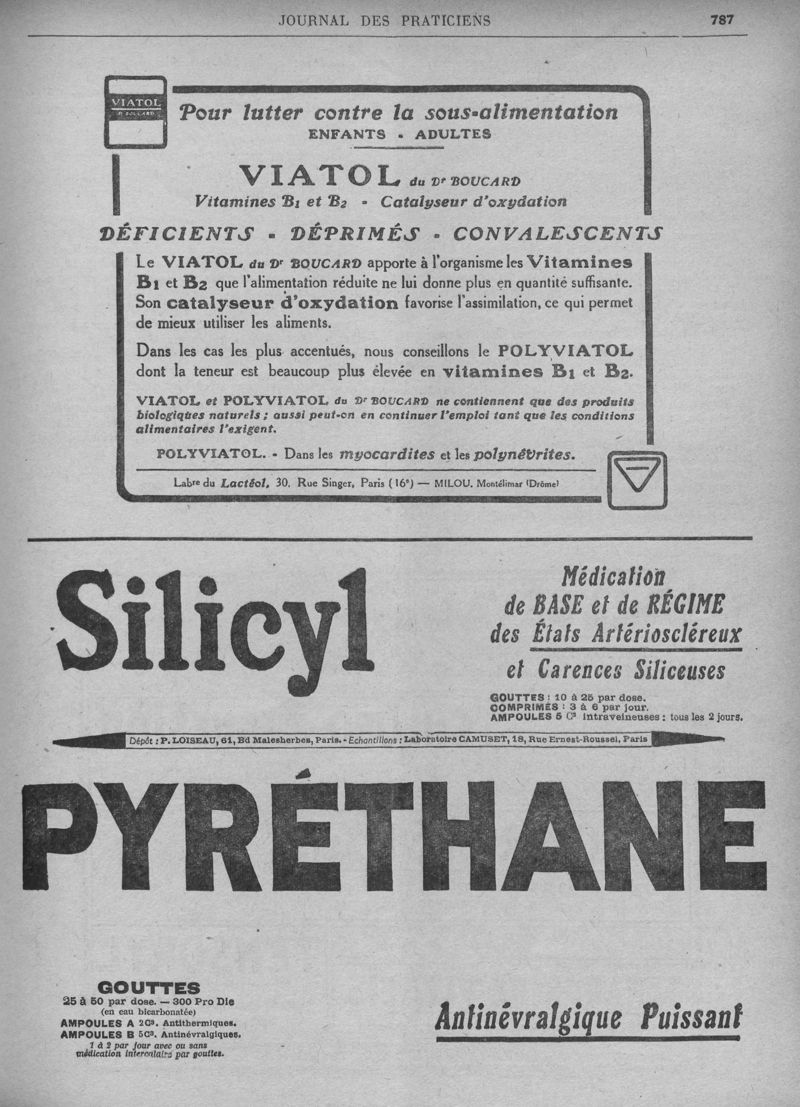 JOURNAL DES PRATICIENS 787
VIATOL
Dr BOUCARD
Pour lutter contre la sous-alimentation
ENFANTS - ADULTES
VIATOL du Dr BOUCARD
Vitamines B1 et B2 - Catalyseur d'oxydation
DÉFICIENTS - DÉPRIMÉS - CONVALESCENTS
Le VIATOL du Dr BOUCARD apporte à l'organisme les Vitamines
B1 et B2 que l'alimentation réduite ne lui donne plus en quantité suffisante.
Son catalyseur d'oxydation favorise l'assimilation, ce qui permet
de mieux utiliser les aliments.
Dans les cas les plus accentués, nous conseillons le POLYVIATOL
dont la teneur est beaucoup plus élevée en vitamines B1 et B2.
VIATOL et POLYVIATOL du Dr BOUCARD ne contiennent que des produits
biologiques naturels ; aussi peut-on en continuer l'emploi tant que les conditions
alimentaires l'exigent.
POLYVIATOL. - Dans les myocardites et les polynévrites.
Labre du Lactéol, 30, Rue Singer, Paris (16e) — MILOU, Montélimar (Drôme)
Silicyl
Médication
de BASE et de RÉGIME
des États Artérioscléreux
et Carences Siliceuses
GOUTTES : 10 à 25 par dose.
COMPRIMÉS : 3 à 6 par jour.
AMPOULES 5 C3 intraveineuses : tous les 2 jours.
Dépôt : P. LOISEAU, 61, Bd Malesherbes, Paris. - Echantillons : Laboratoire CAMUSET, 18, Rue Ernest-Roussel, Paris
PYRÉTHANE
GOUTTES
25 à 50 par dose. — 300 Pro Die
(en eau bicarbonatée)
AMPOULES A 2C3. Antithermiques.
AMPOULES B 5C3. Antinévralgiques.
1 à 2 par jour avec ou sans
médication intercalaire par gouttes.
Antinévralgique Puissant